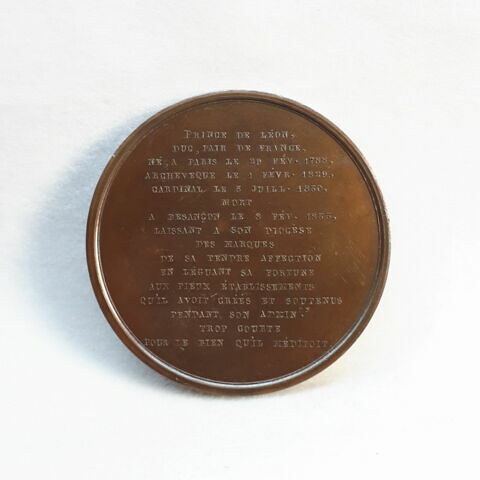 PRINCE DE LÉON,
DUC, PAIR DE FRANCE,
NÉ, A PARIS LE 29 FÉV. 1788,
ARCHEVEQUE LE 1 FÉVR. 1829,
CARDINAL LE 5 JUILL. 1830,
MORT
A BESANÇON LE 8 FÉV. 1833,
LAISSANT A SON DIOCÈSE
DES MARQUES
DE SA TENDRE AFFECTION
EN LÉGUANT SA FORTUNE
AUX PIEUX ÉTABLISSEMENTS
QU'IL AVOIT CRÉÉS ET SOUTENUS
PENDANT SON ADMIN.
TROP COURTE
POUR LE BIEN QU'IL MÉDITOIT.